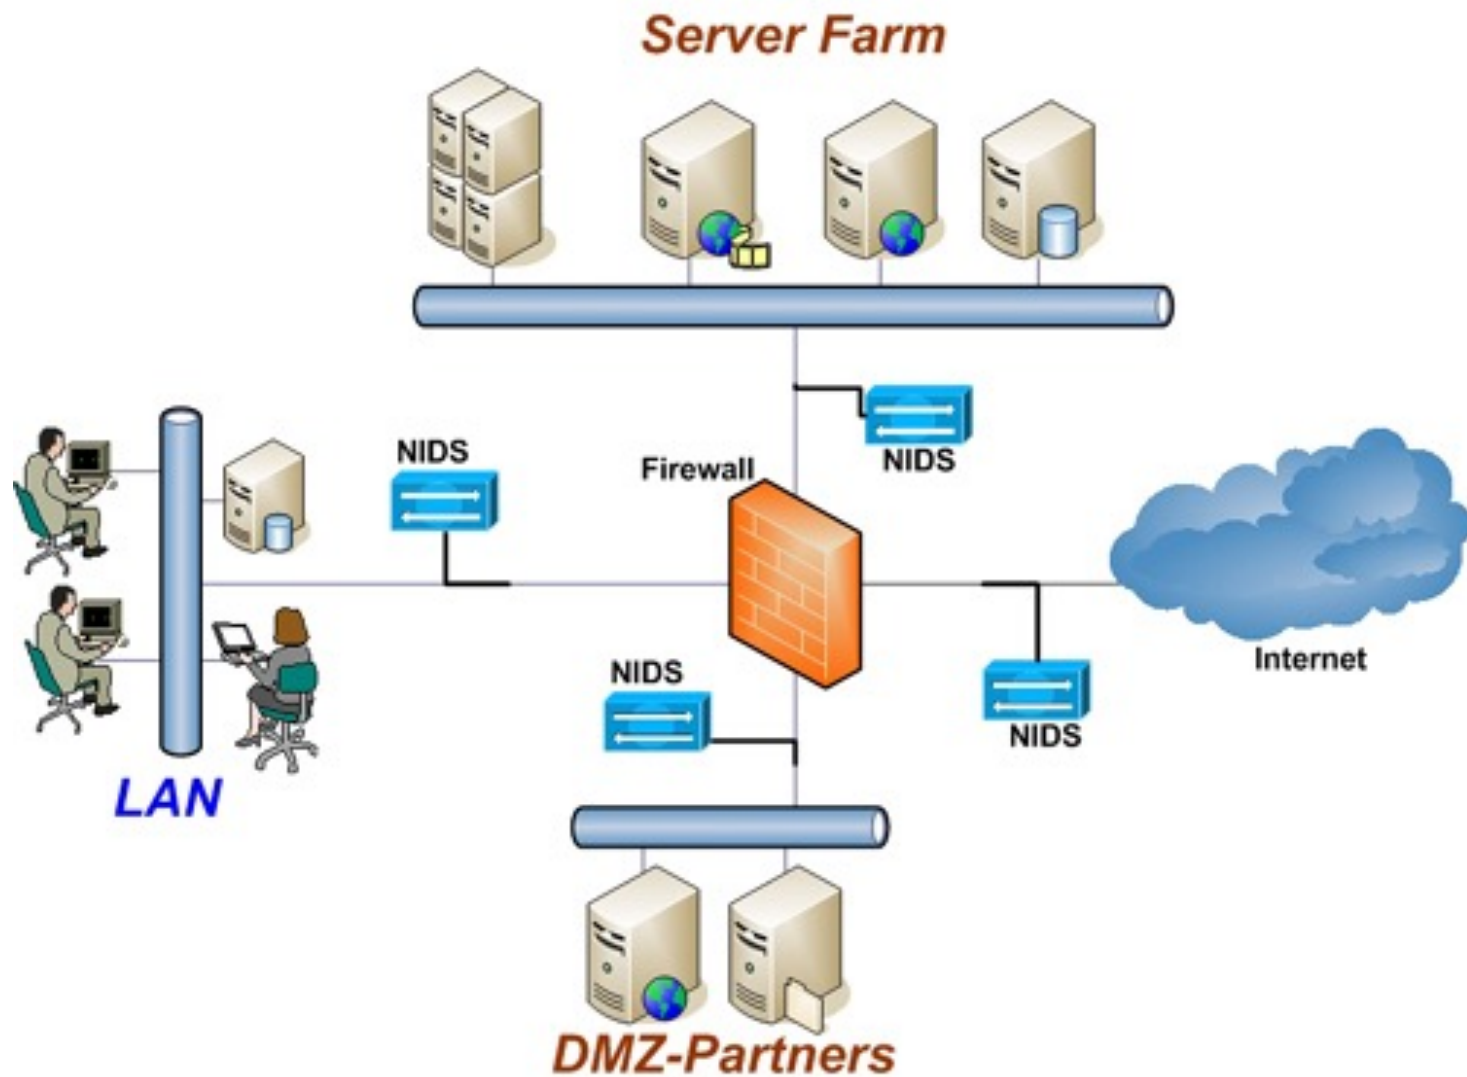 Server Farm
NIDS
NIDS
Firewall
NIDS
Internet
NIDS
LAN
DMZ-Partners